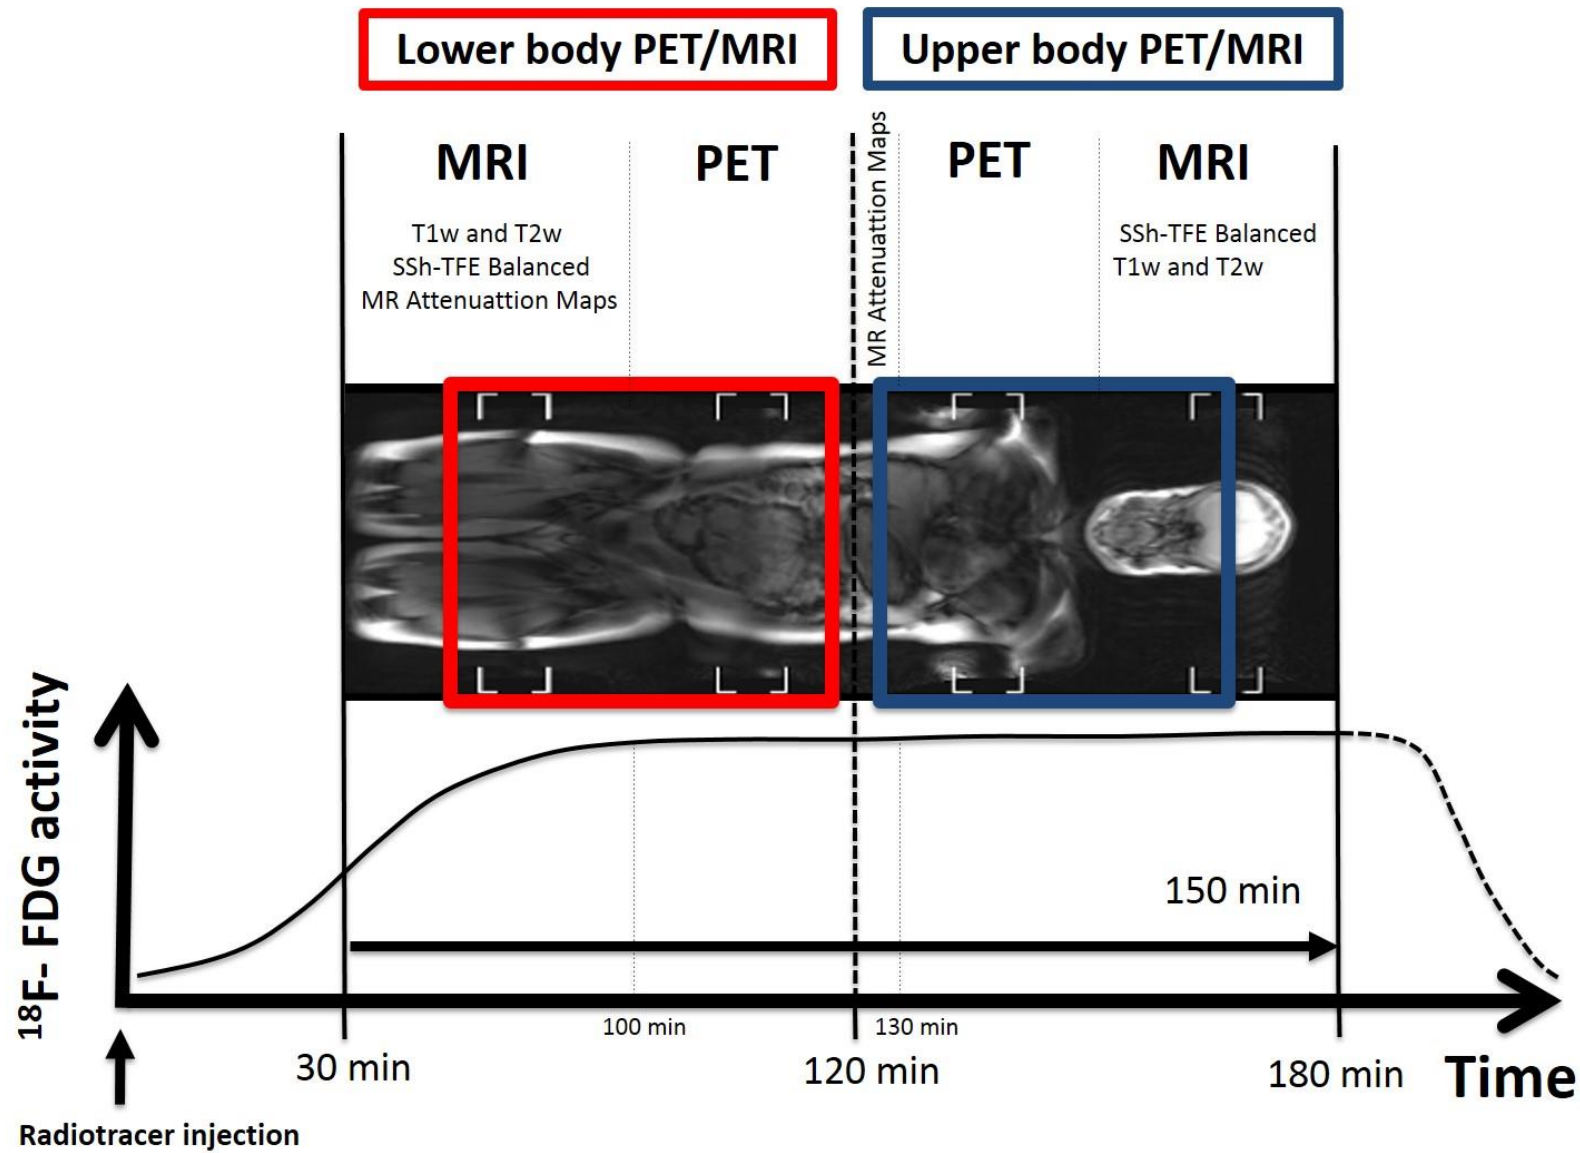 Lower body PET/MRI
Upper body PET/MRI
MRI
PET
MR Attenuattion Maps
PET
MRI
T1w and T2w
SSh-TFE Balanced
MR Attenuattion Maps
SSh-TFE Balanced
T1w and T2w
¹⁸F- FDG activity
150 min
100 min
130 min
30 min
120 min
180 min
Time
Radiotracer injection